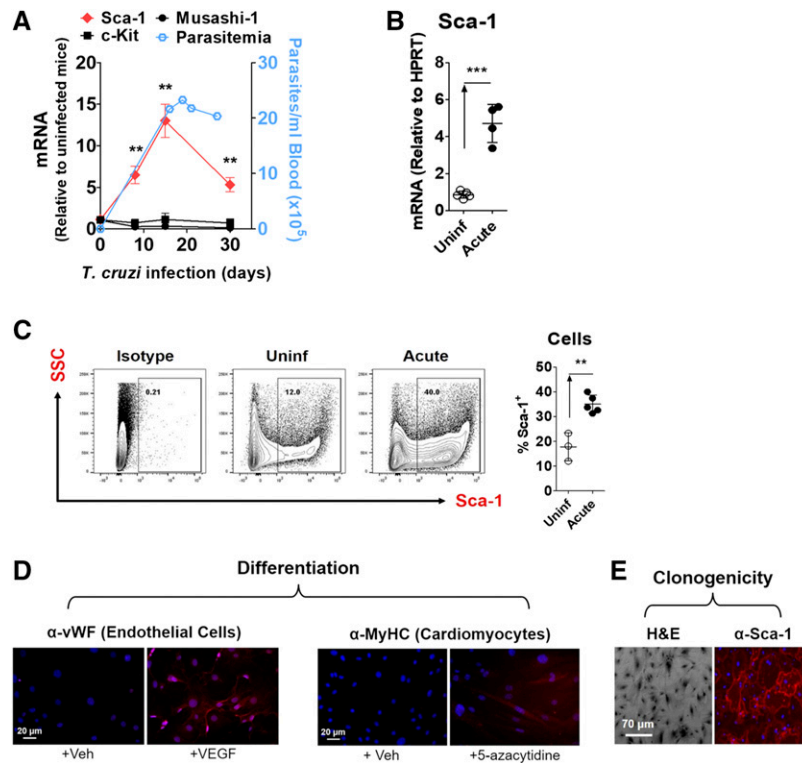 A
Sca-1
Musashi-1
c-Kit
Parasitemia
mRNA
(Relative to uninfected mice)
20
15
10
5
0
**
**
**
30
20
10
0
Parasites/ml Blood (x10⁵)
0 10 20 30
T. cruzi infection (days)
B
Sca-1
mRNA (Relative to HPRT)
8
6
4
2
0
***
Uninf
Acute
C
SSC
Isotype
0.21
Uninf
12.0
Acute
40.0
Sca-1
Cells
% Sca-1⁺
50
40
30
20
10
0
**
Uninf
Acute
D
Differentiation
α-vWF (Endothelial Cells)
20 µm
+Veh
+VEGF
α-MyHC (Cardiomyocytes)
20 µm
+ Veh
+5-azacytidine
E
Clonogenicity
H&E
α-Sca-1
70 µm